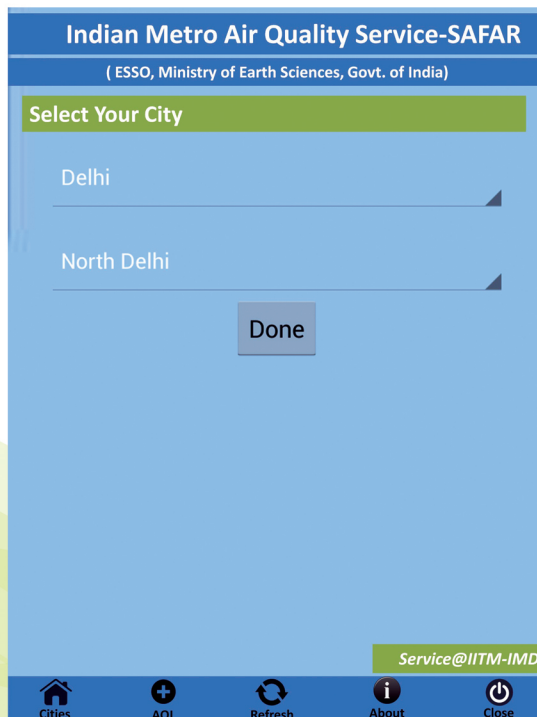 Indian Metro Air Quality Service-SAFAR
( ESSO, Ministry of Earth Sciences, Govt. of India)
Select Your City
Delhi
North Delhi
Done
Service@IITM-IMD
Cities AQI Refresh About Close